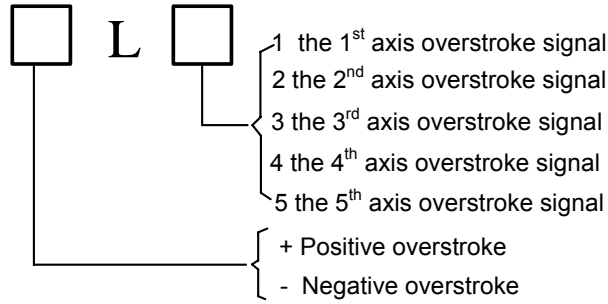 L
1 the 1st axis overstroke signal
2 the 2nd axis overstroke signal
3 the 3rd axis overstroke signal
4 the 4th axis overstroke signal
5 the 5th axis overstroke signal
+ Positive overstroke
- Negative overstroke